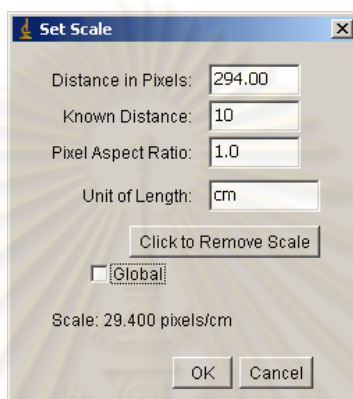 Set Scale
Distance in Pixels: 294.00
Known Distance: 10
Pixel Aspect Ratio: 1.0
Unit of Length: cm
Click to Remove Scale
Global
Scale: 29.400 pixels/cm
OK Cancel